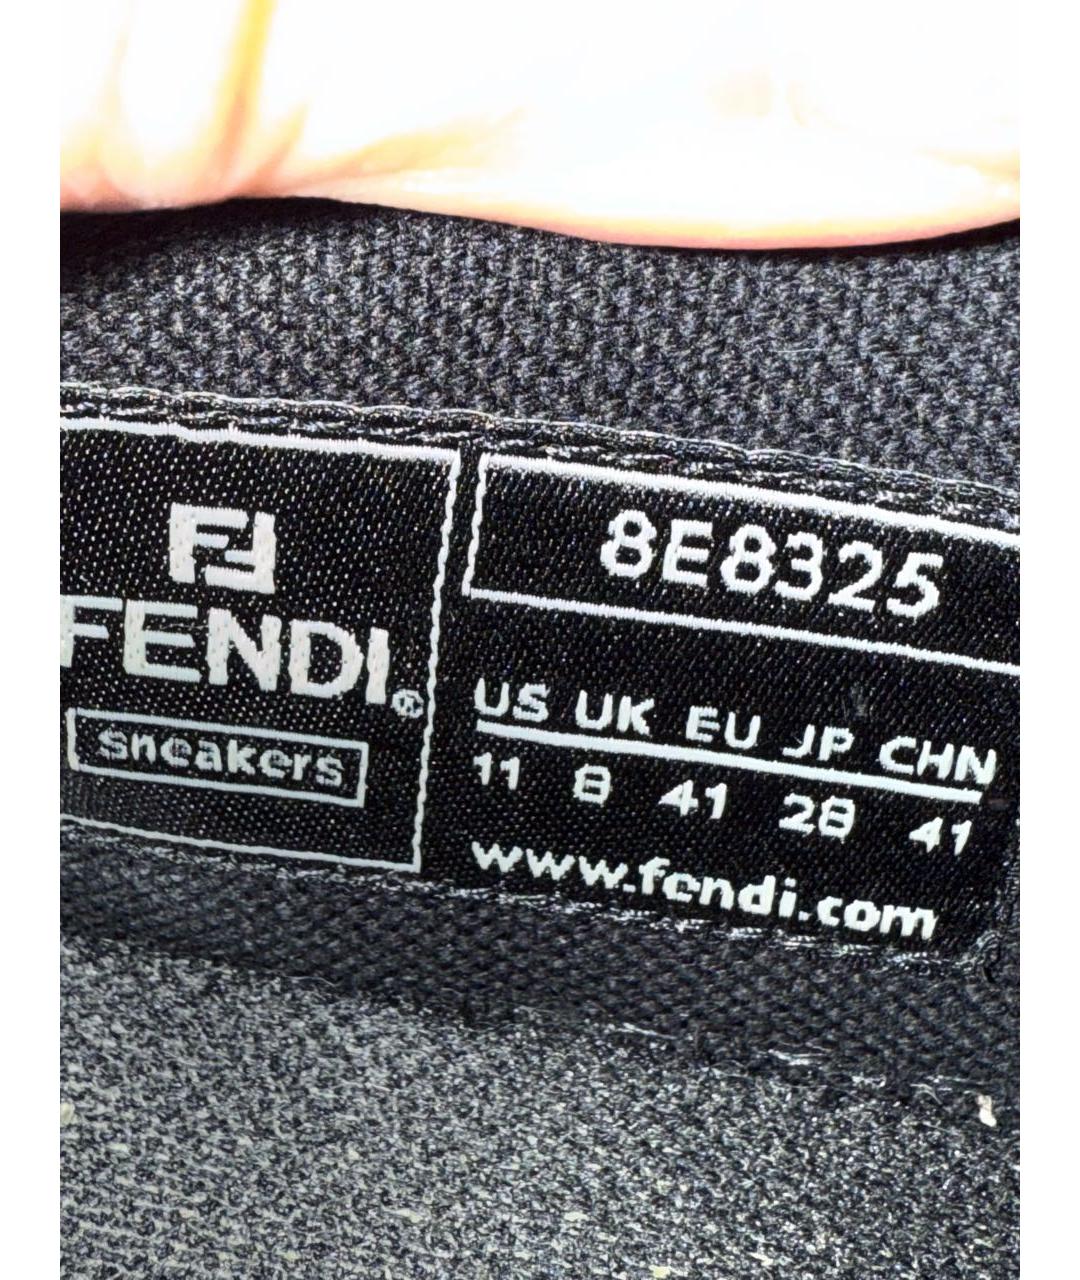 FF
FENDI®
sneakers
8E8325
US UK EU JP CHN
11 8 41 28 41
www.fendi.com